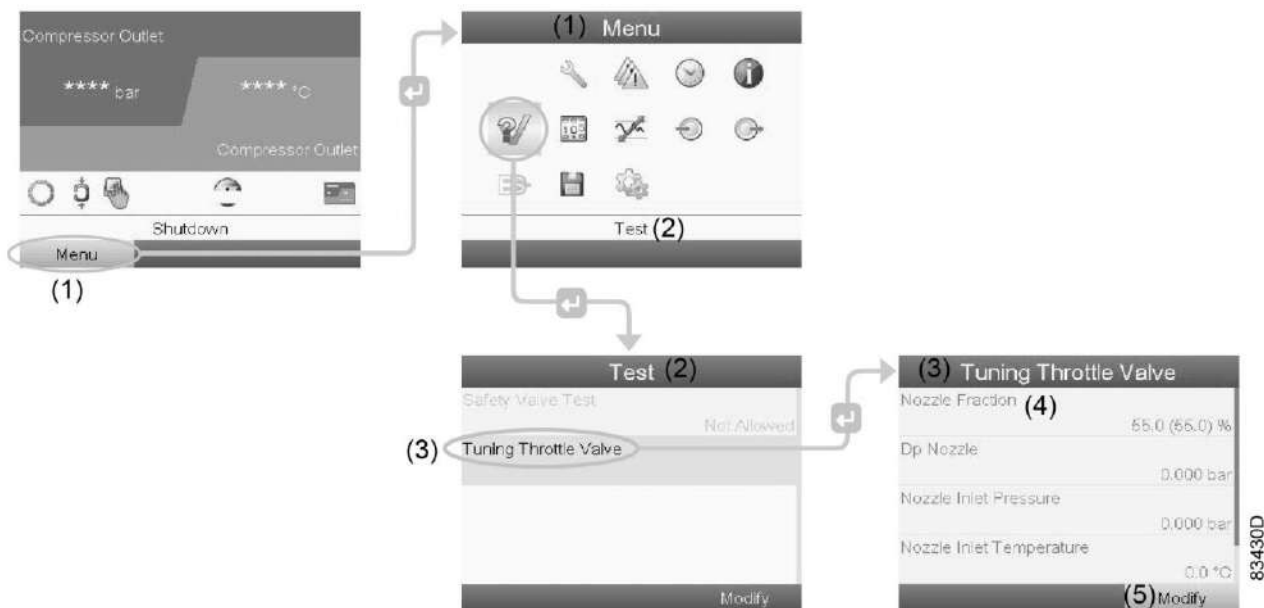 Compressor Outlet
**** bar
**** °C
Compressor Outlet
Shutdown
Menu
(1)
(1) Menu
Test (2)
Test (2)
Safety Valve Test
Not Allowed
(3) Tuning Throttle Valve
Modify
(3) Tuning Throttle Valve
Nozzle Fraction (4)
55.0 (55.0) %
Dp Nozzle
0.000 bar
Nozzle Inlet Pressure
0.000 bar
Nozzle Inlet Temperature
0.0 °C
(5) Modify
83430D